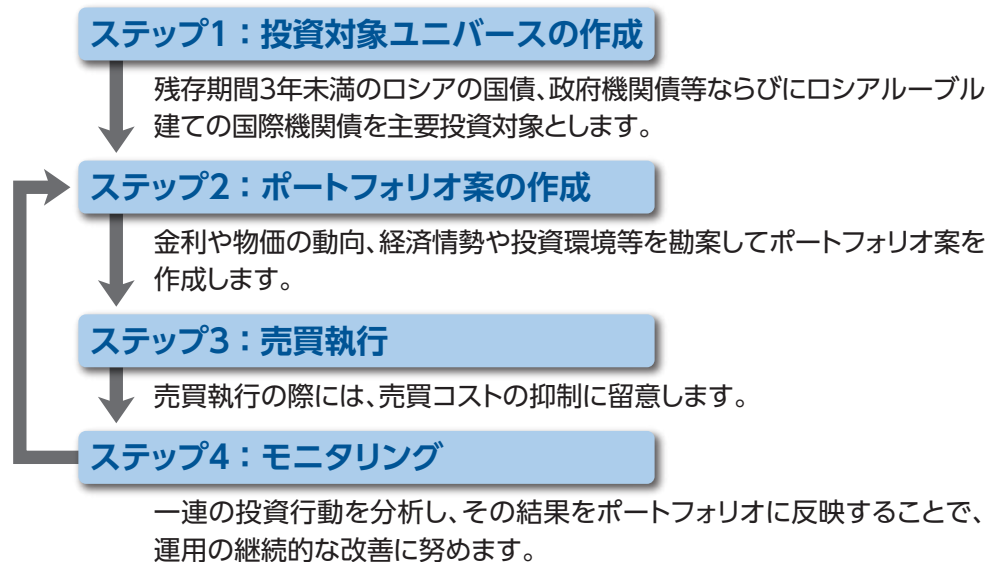 ステップ1：投資対象ユニバースの作成
残存期間3年未満のロシアの国債、政府機関債等ならびにロシアルーブル
建ての国際機関債を主要投資対象とします。
ステップ2：ポートフォリオ案の作成
金利や物価の動向、経済情勢や投資環境等を勘案してポートフォリオ案を
作成します。
ステップ3：売買執行
売買執行の際には、売買コストの抑制に留意します。
ステップ4：モニタリング
一連の投資行動を分析し、その結果をポートフォリオに反映することで、
運用の継続的な改善に努めます。